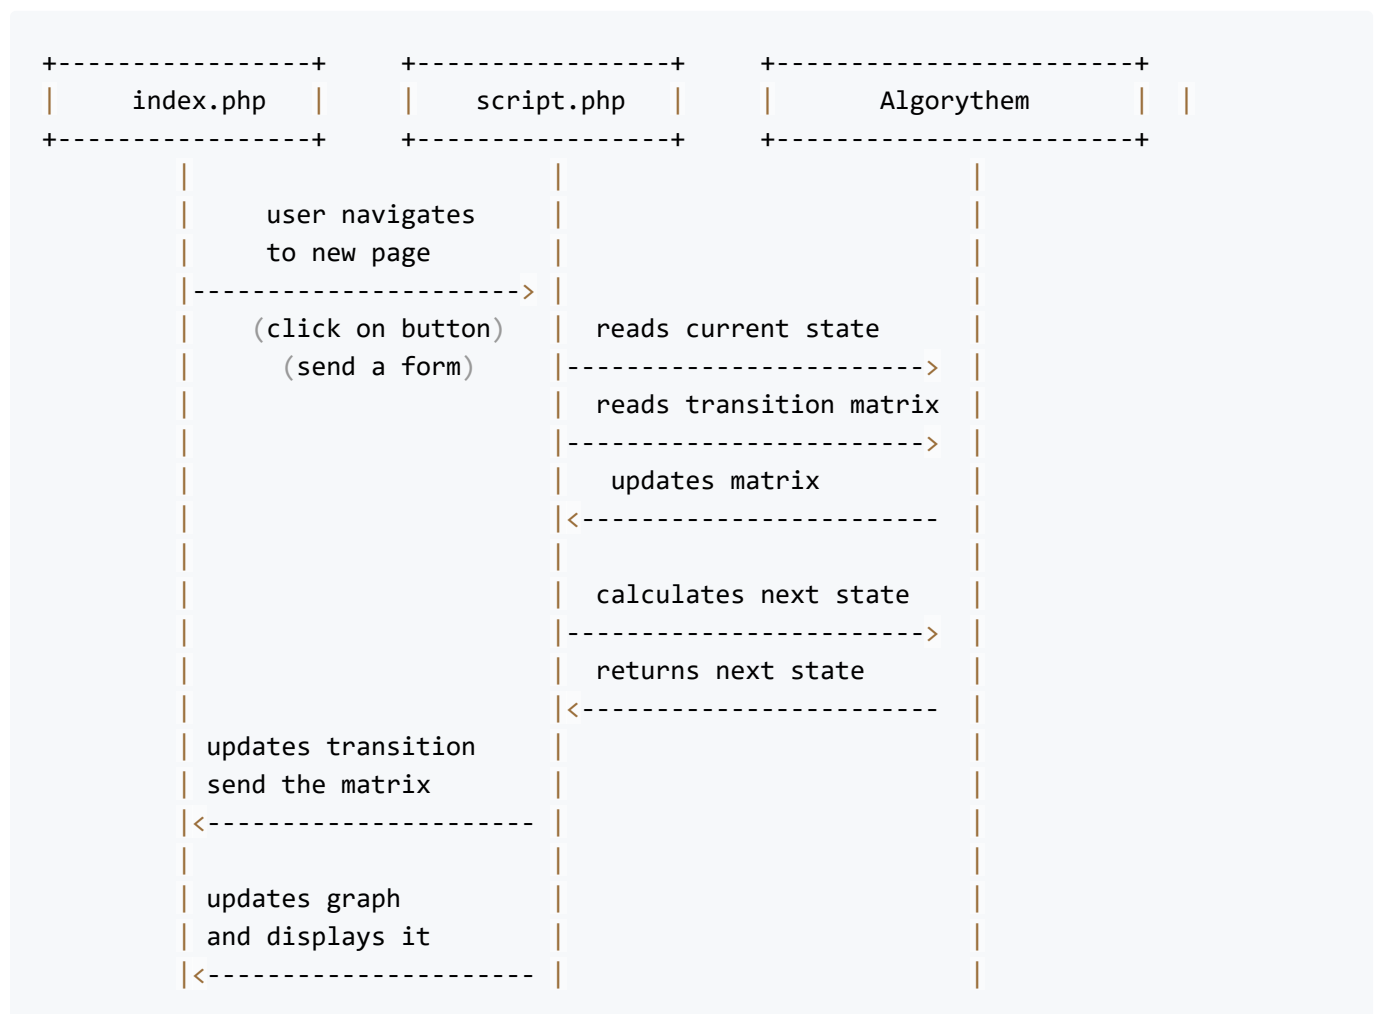 +-----------------+     +-----------------+     +------------------------+
|     index.php   |     |    script.php   |     |       Algorythem       |  |
+-----------------+     +-----------------+     +------------------------+
user navigates
to new page
---------------------->
(click on button)
reads current state
(send a form)
------------------------>
reads transition matrix
------------------------>
updates matrix
<------------------------
calculates next state
------------------------>
returns next state
<------------------------
updates transition
send the matrix
<----------------------
updates graph
and displays it
<----------------------